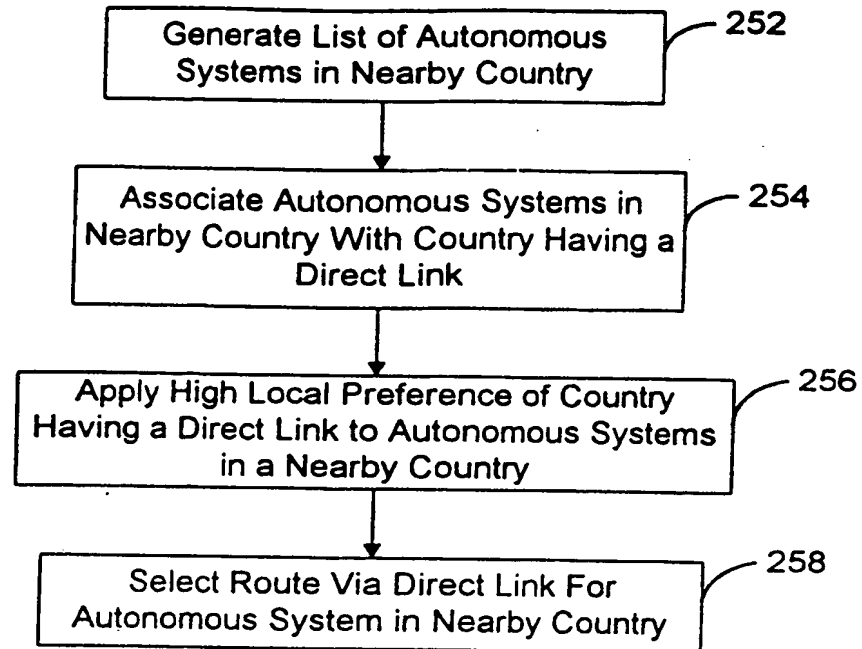 Generate List of Autonomous
Systems in Nearby Country
252
Associate Autonomous Systems in
Nearby Country With Country Having a
Direct Link
254
Apply High Local Preference of Country
Having a Direct Link to Autonomous Systems
in a Nearby Country
256
Select Route Via Direct Link For
Autonomous System in Nearby Country
258